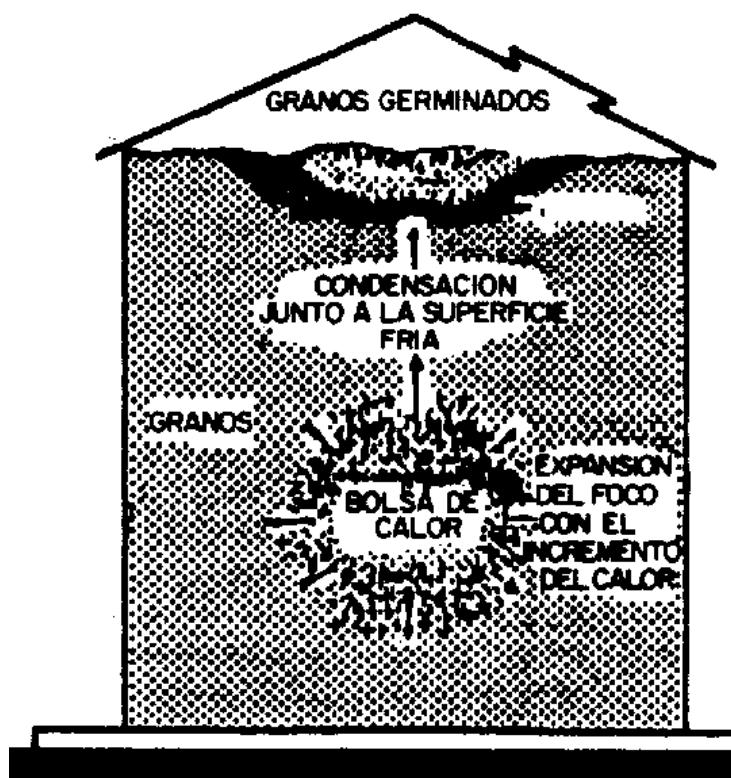 GRANOS GERMINADOS
CONDENSACION
JUNTO A LA SUPERFICIE
FRIA
GRANOS
BOLSA DE
CALOR
EXPANSION
DEL FOCO
CON EL
INCREMENTO
DEL CALOR